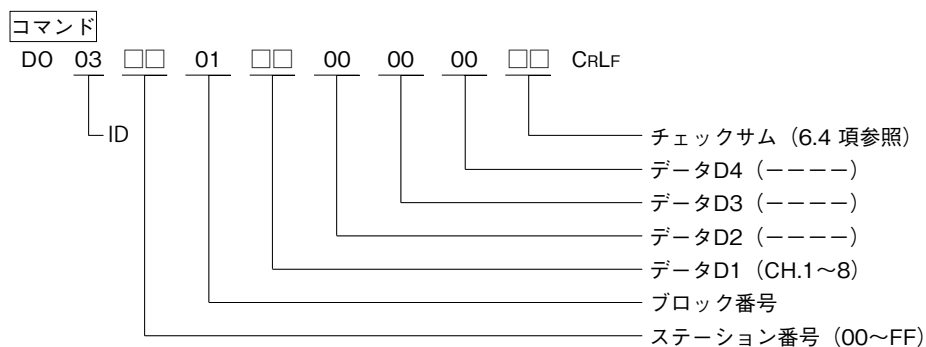 コマンド
DO 03 □□ 01 □□ 00 00 00 □□ CRLF
ID
チェックサム（6.4 項参照）
データD4（－－－－）
データD3（－－－－）
データD2（－－－－）
データD1（CH.1～8）
ブロック番号
ステーション番号（00～FF）